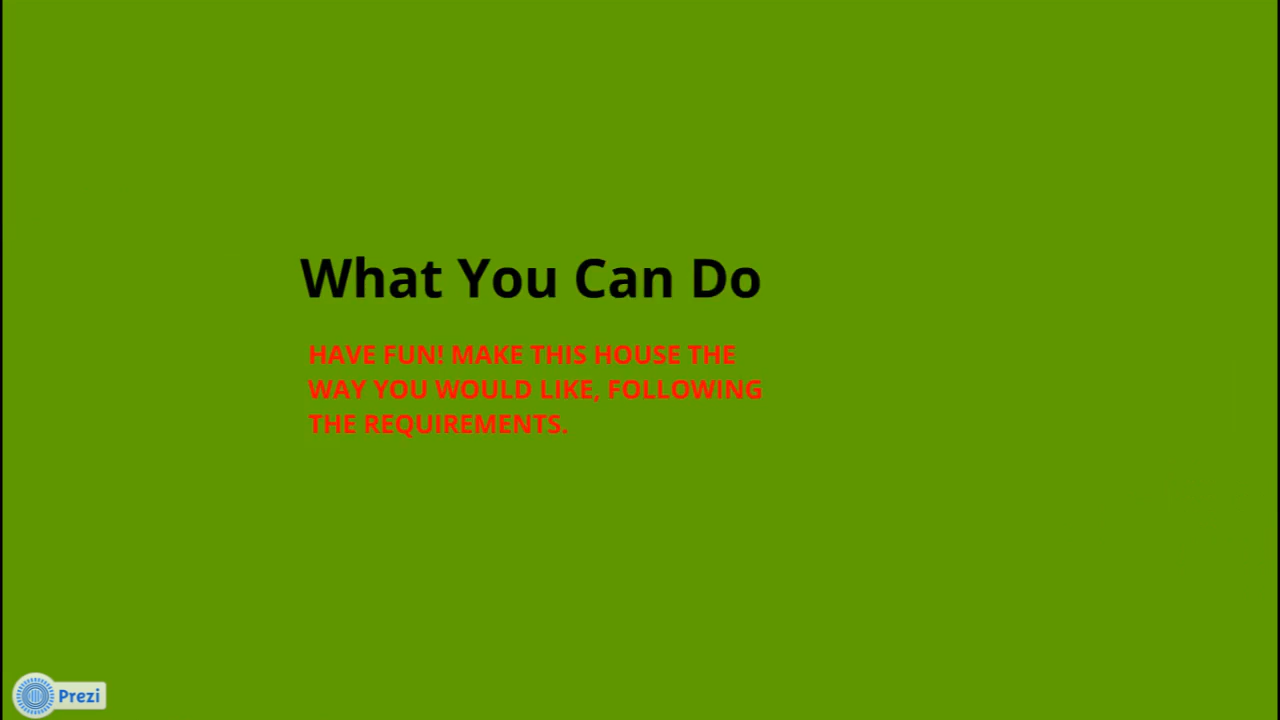 What You Can Do
HAVE FUN! MAKE THIS HOUSE THE
WAY YOU WOULD LIKE, FOLLOWING
THE REQUIREMENTS.
Prezi